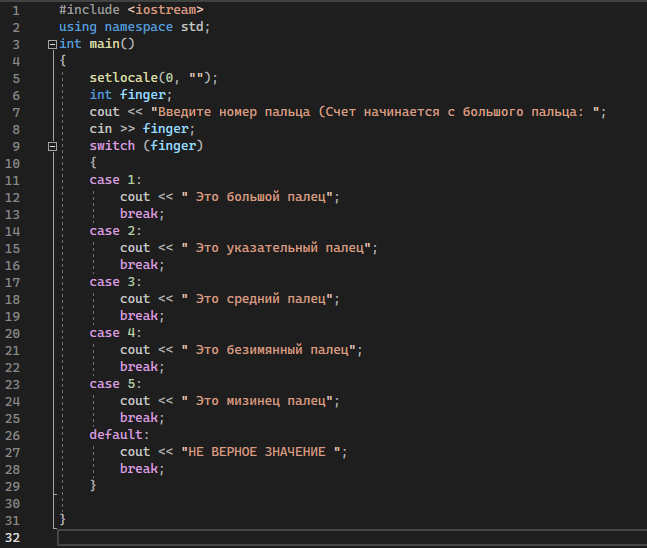 1 #include <iostream>
2 using namespace std;
3 int main()
4 {
5 setlocale(0, "");
6 int finger;
7 cout << "Введите номер пальца (Счет начинается с большого пальца: ";
8 cin >> finger;
9 switch (finger)
10 {
11 case 1:
12 cout << " Это большой палец";
13 break;
14 case 2:
15 cout << " Это указательный палец";
16 break;
17 case 3:
18 cout << " Это средний палец";
19 break;
20 case 4:
21 cout << " Это безимянный палец";
22 break;
23 case 5:
24 cout << " Это мизинец палец";
25 break;
26 default:
27 cout << "НЕ ВЕРНОЕ ЗНАЧЕНИЕ ";
28 break;
29 }
30
31 }
32